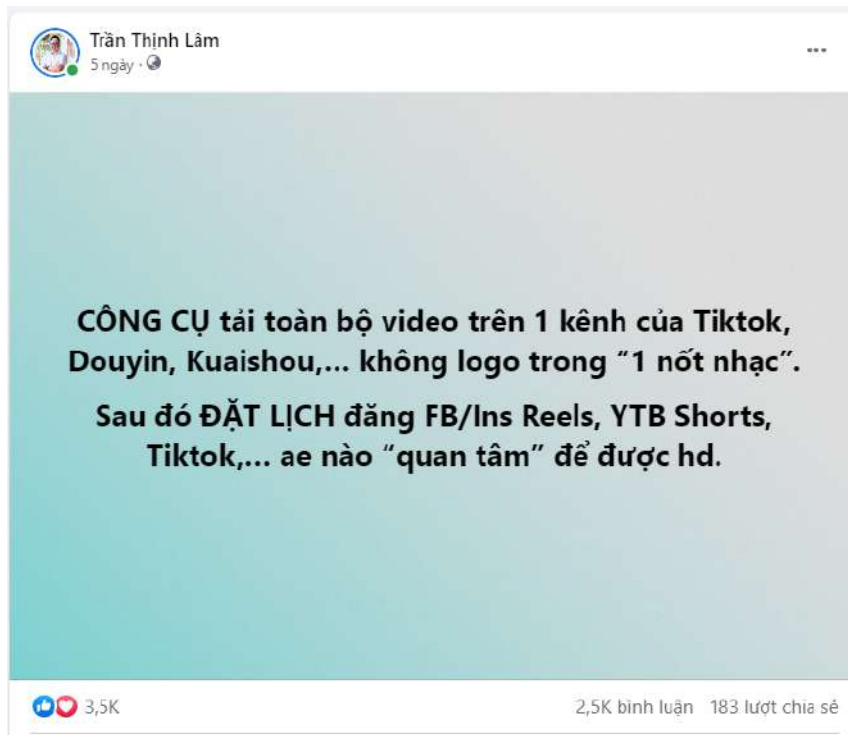 Trần Thịnh Lâm
5 ngày ·
CÔNG CỤ tải toàn bộ video trên 1 kênh của Tiktok,
Douyin, Kuaishou,... không logo trong “1 nốt nhạc”.
Sau đó ĐẶT LỊCH đăng FB/Ins Reels, YTB Shorts,
Tiktok,... ae nào “quan tâm” để được hd.
3,5K 2,5K bình luận 183 lượt chia sẻ